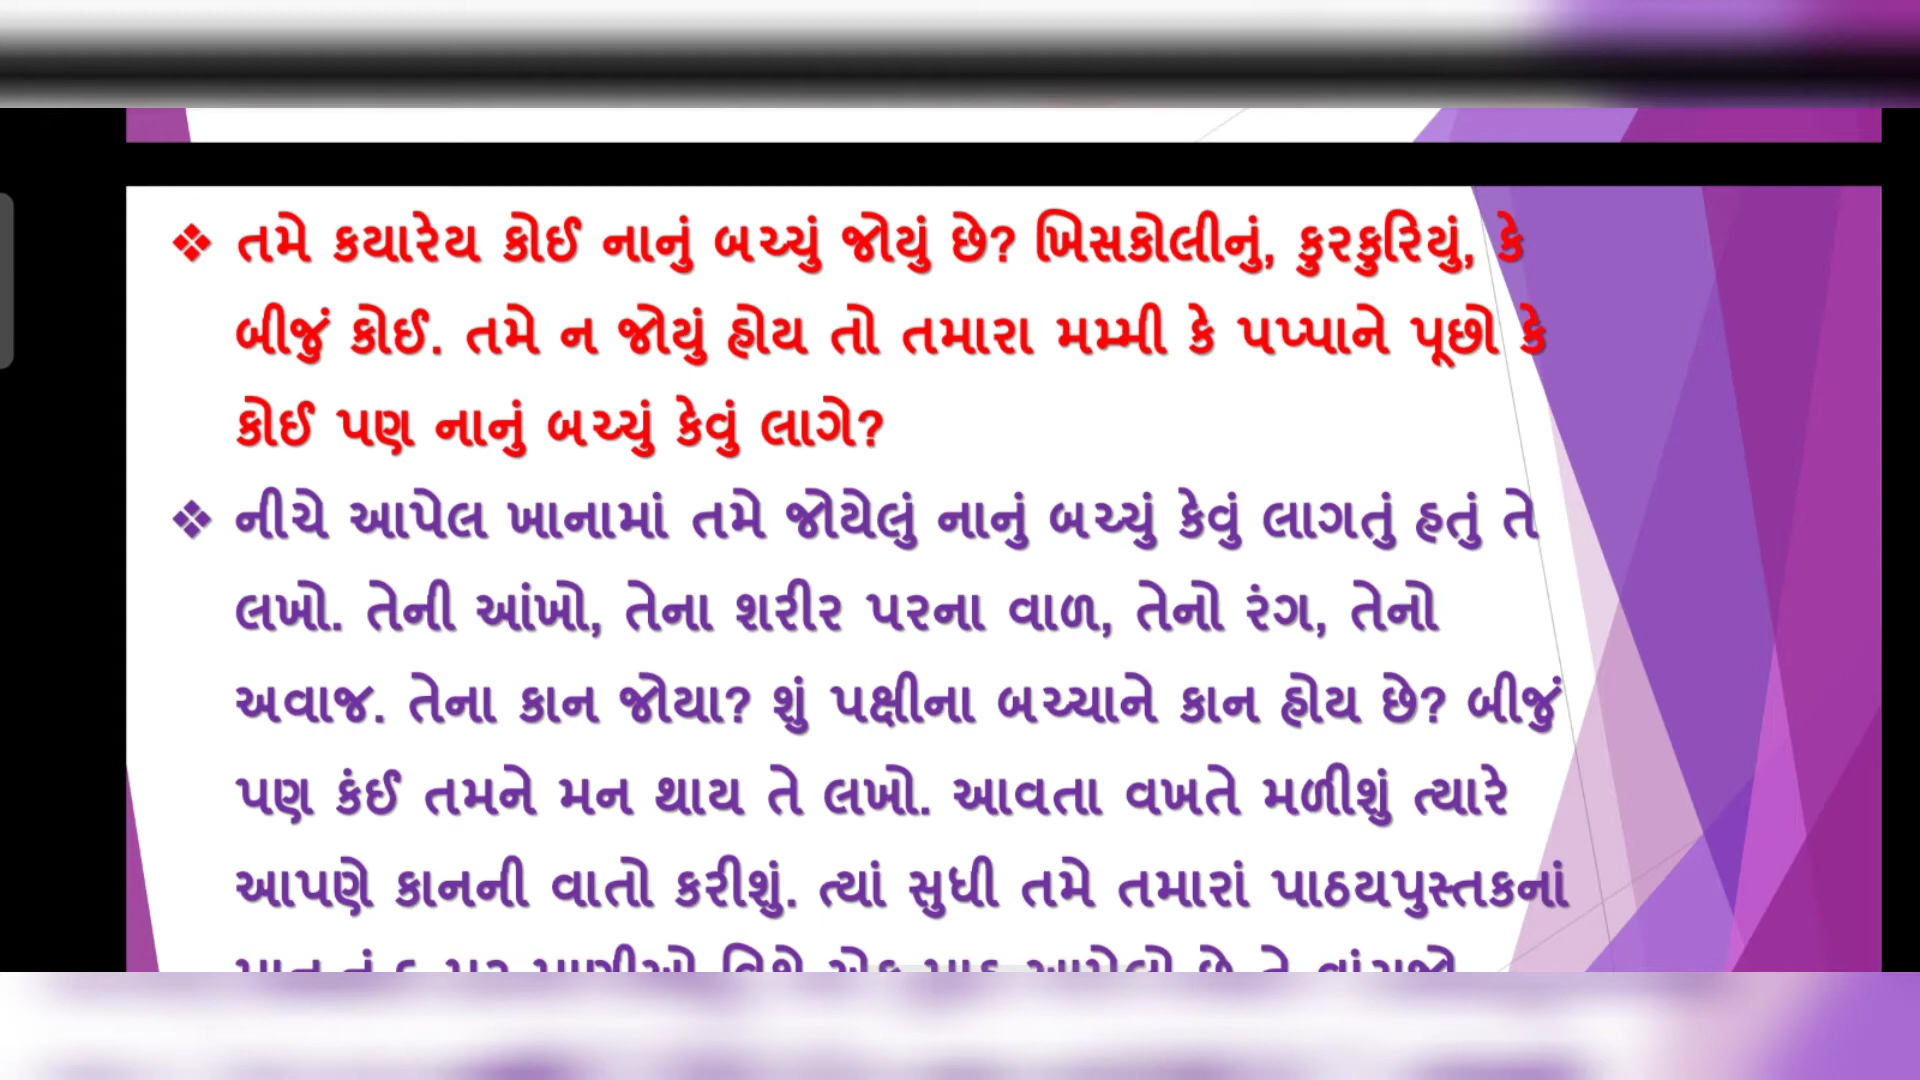 ❖ તમે કયારેય કોઈ નાનું બચ્ચું જોયું છે? ખિસકોલીનું, કુરકુરિયું, કે
બીજું કોઈ. તમે ન જોયું હોય તો તમારા મમ્મી કે પપ્પાને પૂછો કે
કોઈ પણ નાનું બચ્ચું કેવું લાગે?
❖ નીચે આપેલ ખાનામાં તમે જોયેલું નાનું બચ્ચું કેવું લાગતું હતું તે
લખો. તેની આંખો, તેના શરીર પરના વાળ, તેનો રંગ, તેનો
અવાજ. તેના કાન જોયા? શું પક્ષીના બચ્ચાને કાન હોય છે? બીજું
પણ કંઈ તમને મન થાય તે લખો. આવતા વખતે મળીશું ત્યારે
આપણે કાનની વાતો કરીશું. ત્યાં સુધી તમે તમારાં પાઠયપુસ્તકનાં